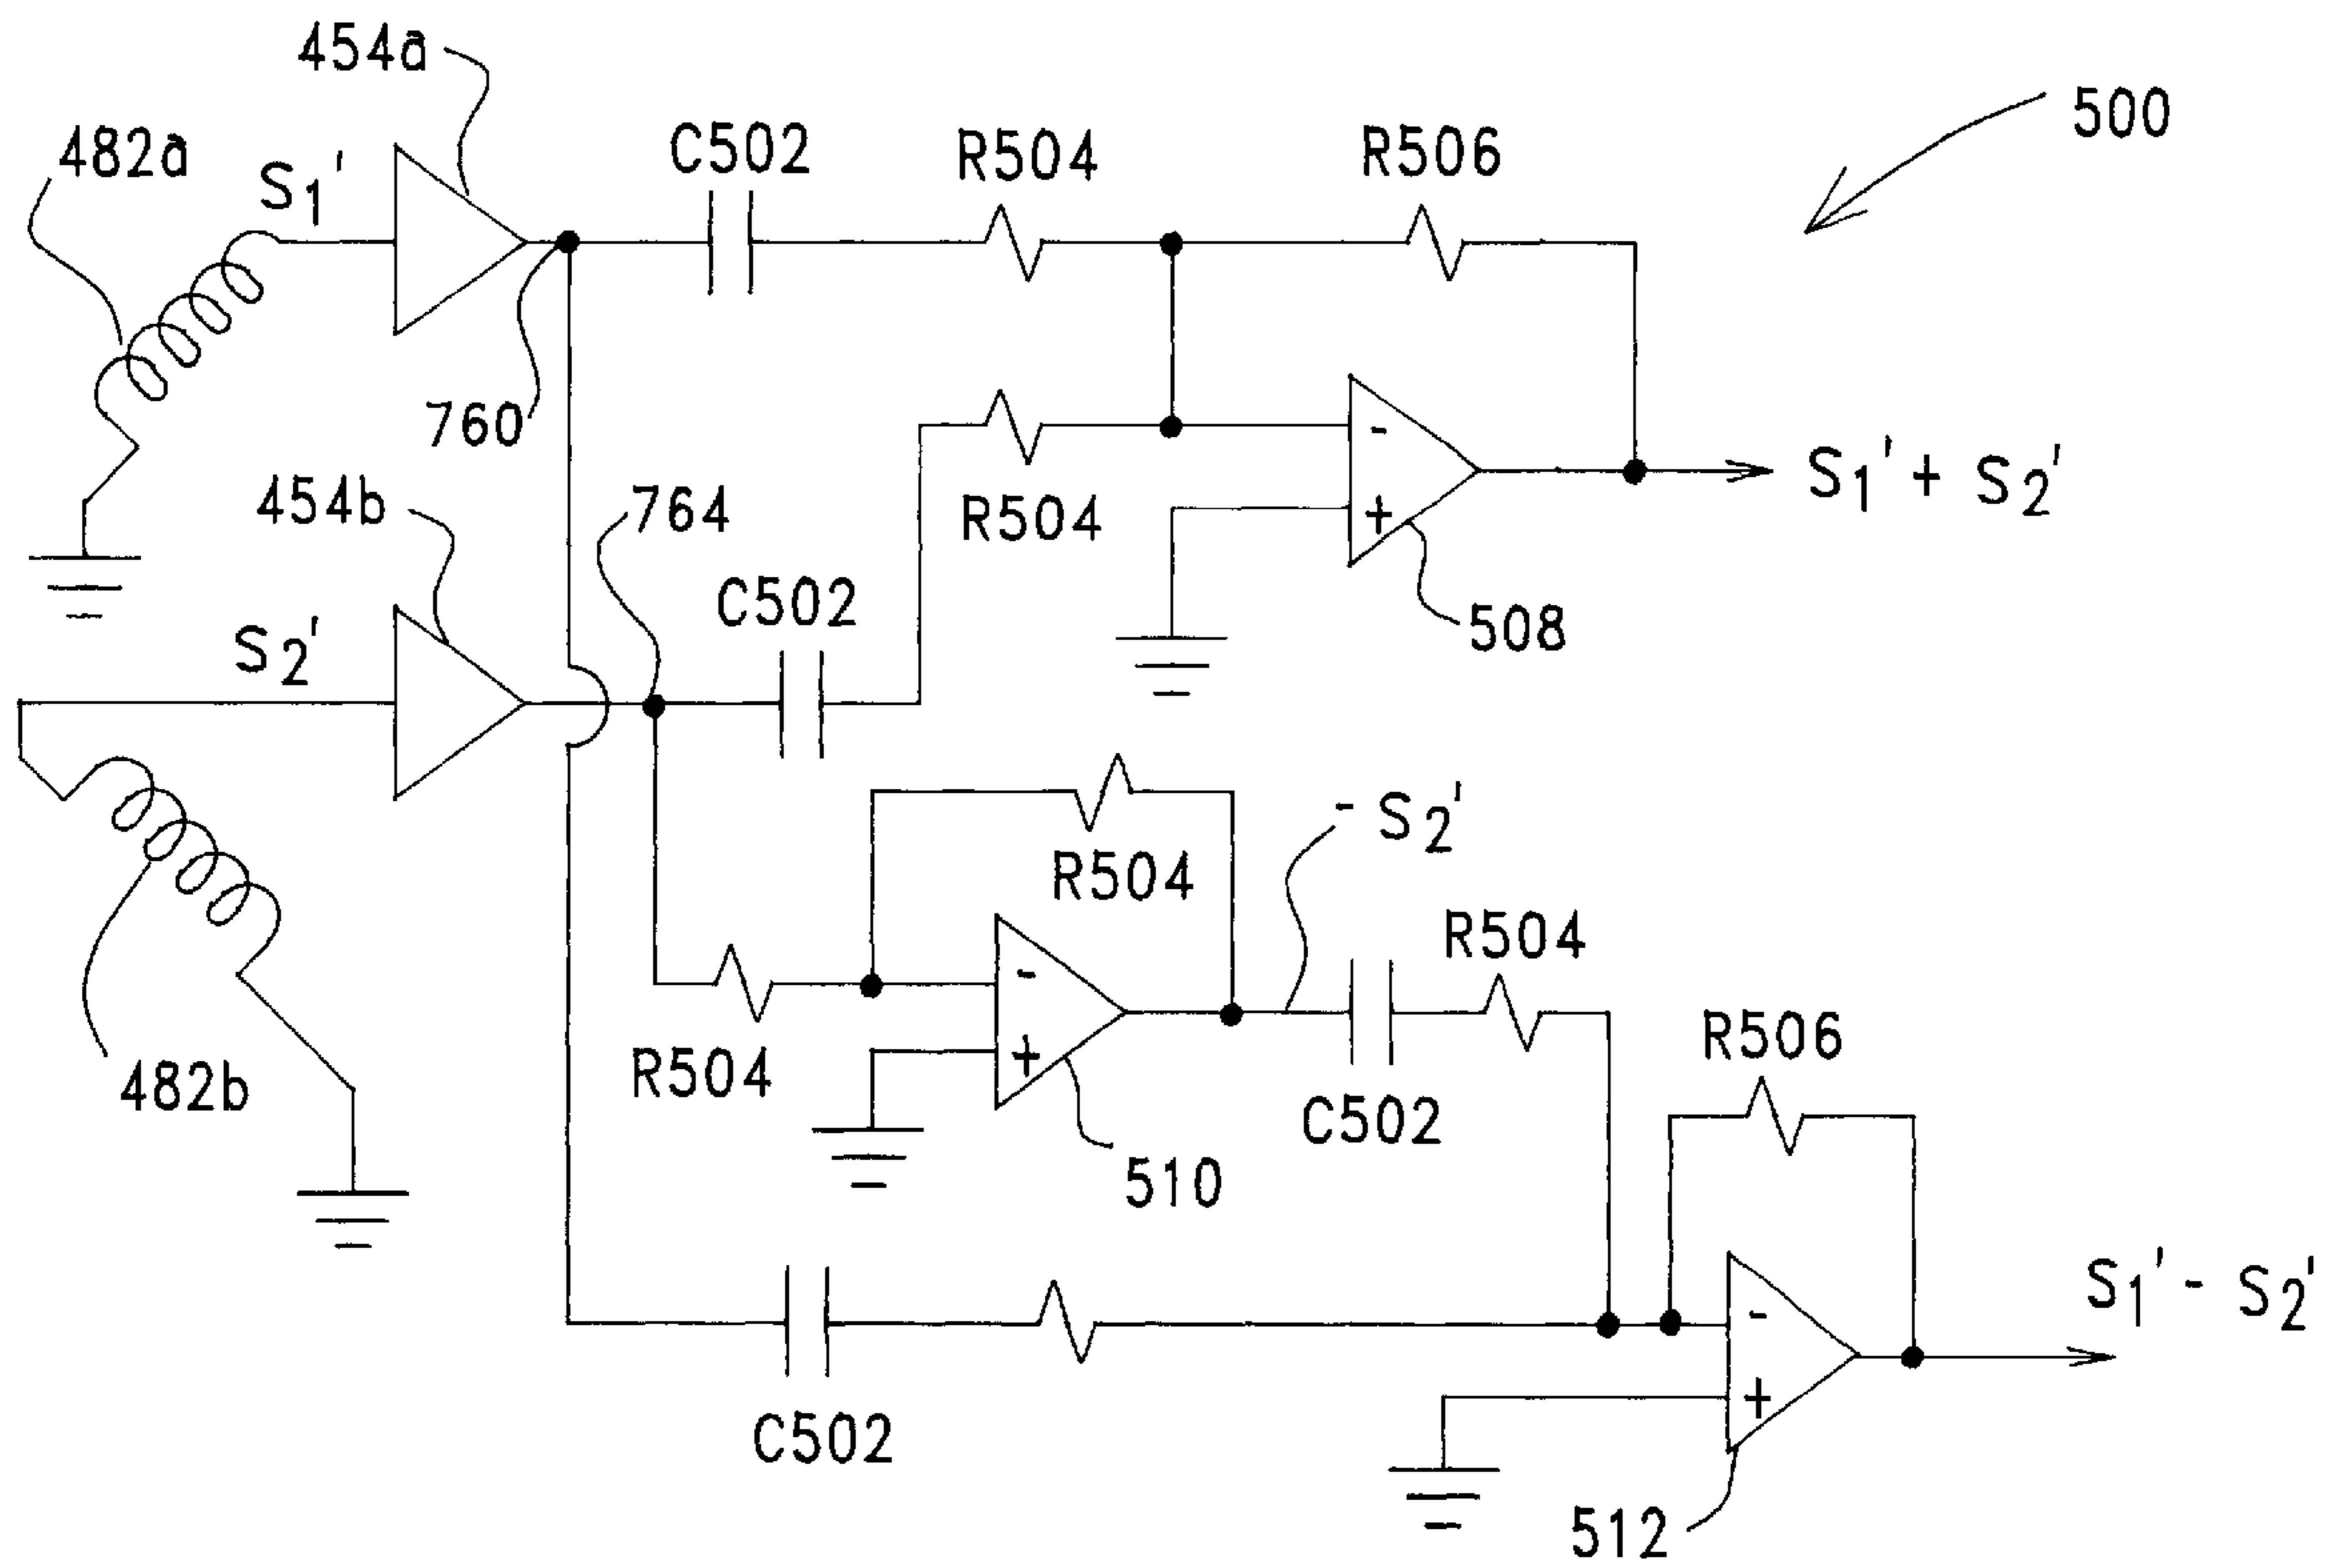 454a
500
482a
S1'
C502
R504
R506
760
-
S1' + S2'
454b
764
R504
+
C502
508
S2'
- S2'
R504
R504
-
R506
R504
+
482b
C502
510
S1' - S2'
-
+
C502
512